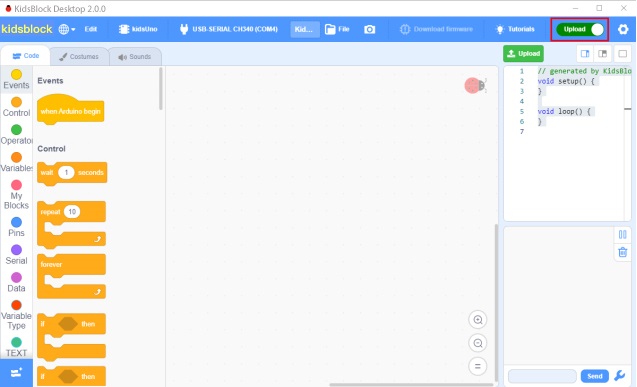 KidsBlock Desktop 2.0.0
kidsblock Edit kidsUno USB-SERIAL CH340 (COM4) Kid... File Download firmware Tutorials Upload
Code Costumes Sounds
Upload
Events
Control
Operator
Variables
My
Blocks
Pins
Serial
Data
Variable
Type
TEXT
Events
when Arduino begin
Control
wait 1 seconds
repeat 10
forever
if then
if then
1 // generated by KidsBlo
2 void setup() {
3 }
4
5 void loop() {
6 }
7
Send